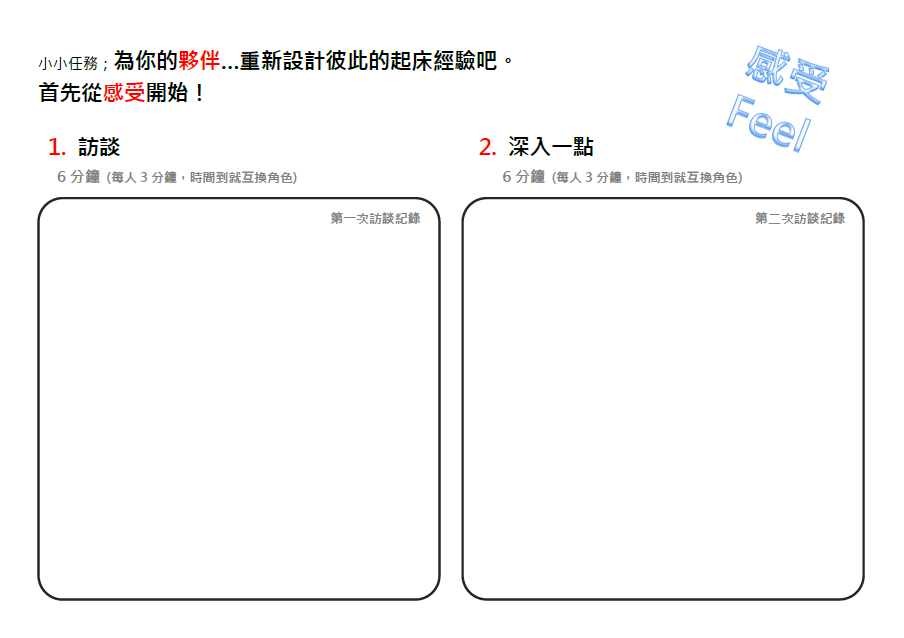 小小任務；為你的夥伴...重新設計彼此的起床經驗吧。
首先從感受開始！
感受
Feel
1. 訪談
6 分鐘 (每人 3 分鐘，時間到就互換角色)
第一次訪談紀錄
2. 深入一點
6 分鐘 (每人 3 分鐘，時間到就互換角色)
第二次訪談紀錄